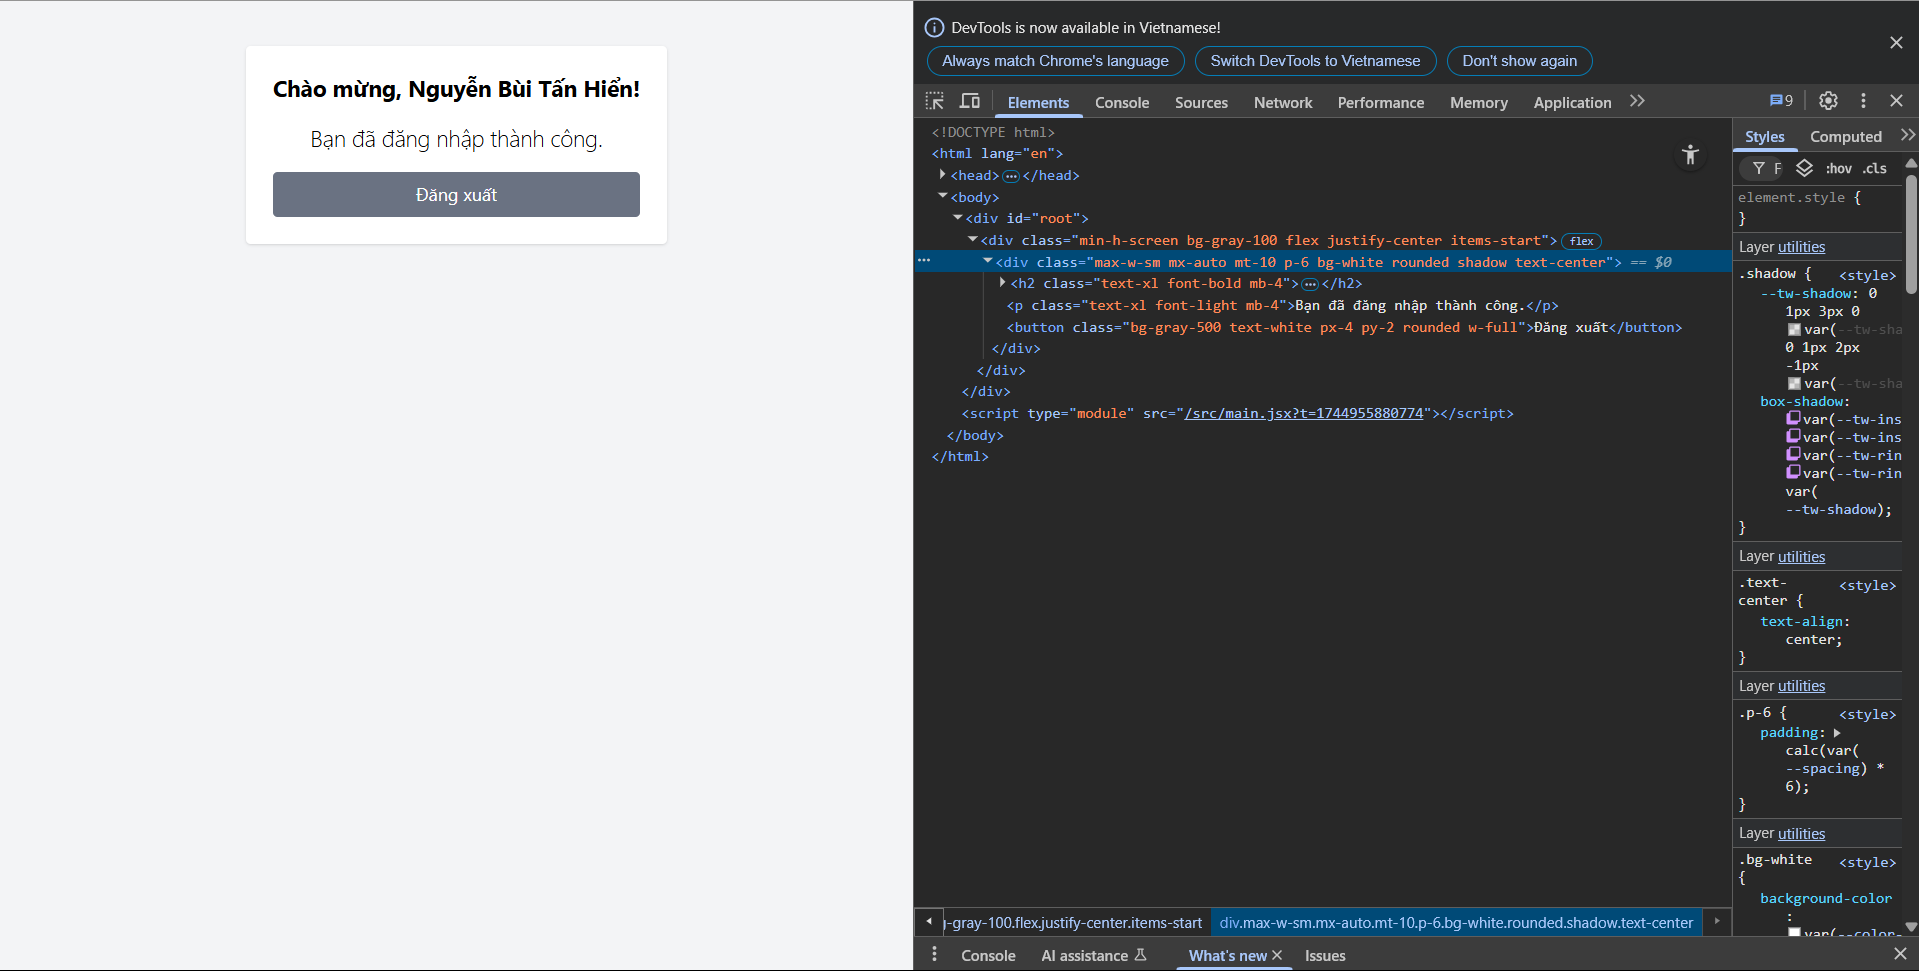 Chào mừng, Nguyễn Bùi Tấn Hiển!
Bạn đã đăng nhập thành công.
Đăng xuất
DevTools is now available in Vietnamese!
Always match Chrome's language
Switch DevTools to Vietnamese
Don't show again
Elements
Console
Sources
Network
Performance
Memory
Application
9
<!DOCTYPE html>
<html lang="en">
<head>…</head>
<body>
<div id="root">
<div class="min-h-screen bg-gray-100 flex justify-center items-start"> flex
<div class="max-w-sm mx-auto mt-10 p-6 bg-white rounded shadow text-center"> == $0
<h2 class="text-xl font-bold mb-4">…</h2>
<p class="text-xl font-light mb-4">Bạn đã đăng nhập thành công.</p>
<button class="bg-gray-500 text-white px-4 py-2 rounded w-full">Đăng xuất</button>
</div>
</div>
</div>
<script type="module" src="/src/main.jsx?t=1744955880774"></script>
</body>
</html>
Styles
Computed
F
:hov
.cls
element.style {
}
Layer utilities
.shadow {
<style>
--tw-shadow: 0
1px 3px 0
var(--tw-sha
0 1px 2px
-1px
var(--tw-sha
box-shadow:
var(--tw-ins
var(--tw-ins
var(--tw-rin
var(--tw-rin
var(
--tw-shadow);
}
Layer utilities
.text-
center {
<style>
text-align:
center;
}
Layer utilities
.p-6 {
<style>
padding:
calc(var(
--spacing) *
6);
}
Layer utilities
.bg-white
{
<style>
background-color
:
var(--color-
-gray-100.flex.justify-center.items-start
div.max-w-sm.mx-auto.mt-10.p-6.bg-white.rounded.shadow.text-center
Console
AI assistance
What's new
Issues